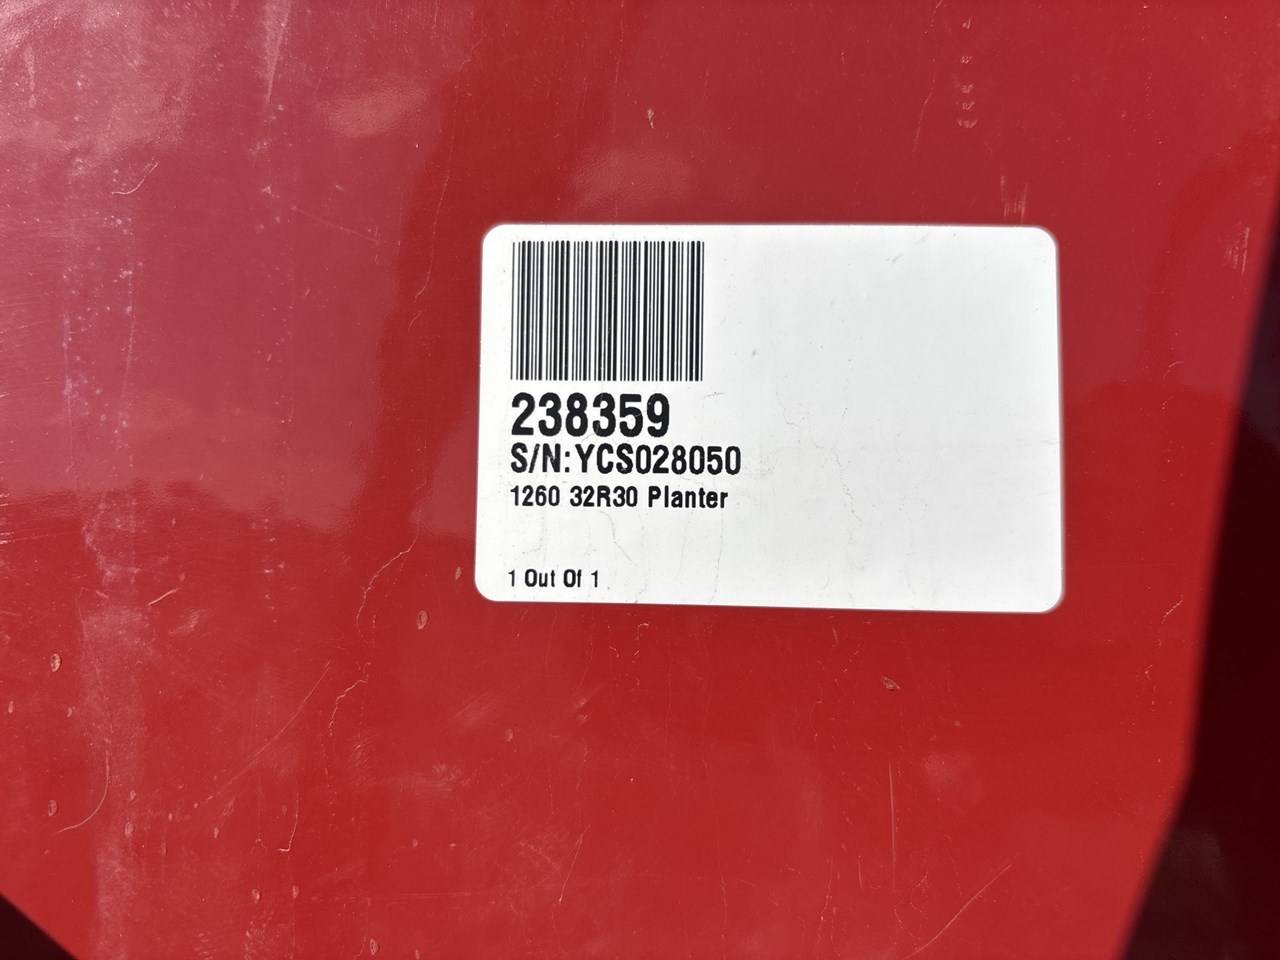 238359
S/N:YCS028050
1260 32R30 Planter
1 Out Of 1